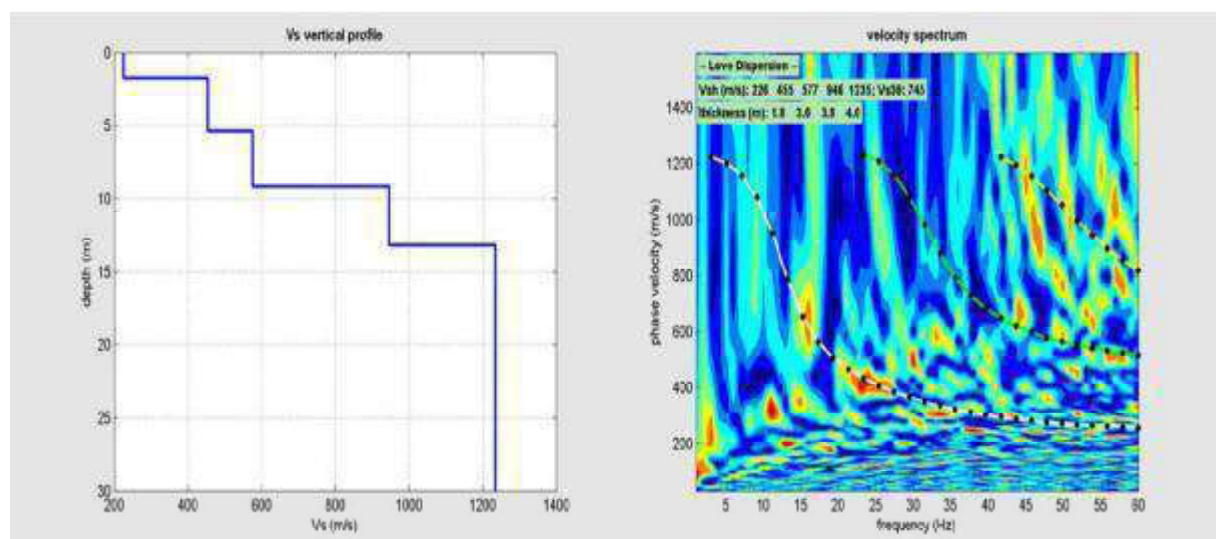 Vs vertical profile
0
5
10
15
20
25
30
depth (m)
200 400 600 800 1000 1200 1400
Vs (m/s)
velocity spectrum
-- Love Dispersion --
Vsh (m/s): 226 455 577 946 1235; Vs30: 745
thickness (m): 1.8 3.6 3.8 4.0
1400
1200
1000
800
600
400
200
phase velocity (m/s)
5 10 15 20 25 30 35 40 45 50 55 60
frequency (Hz)